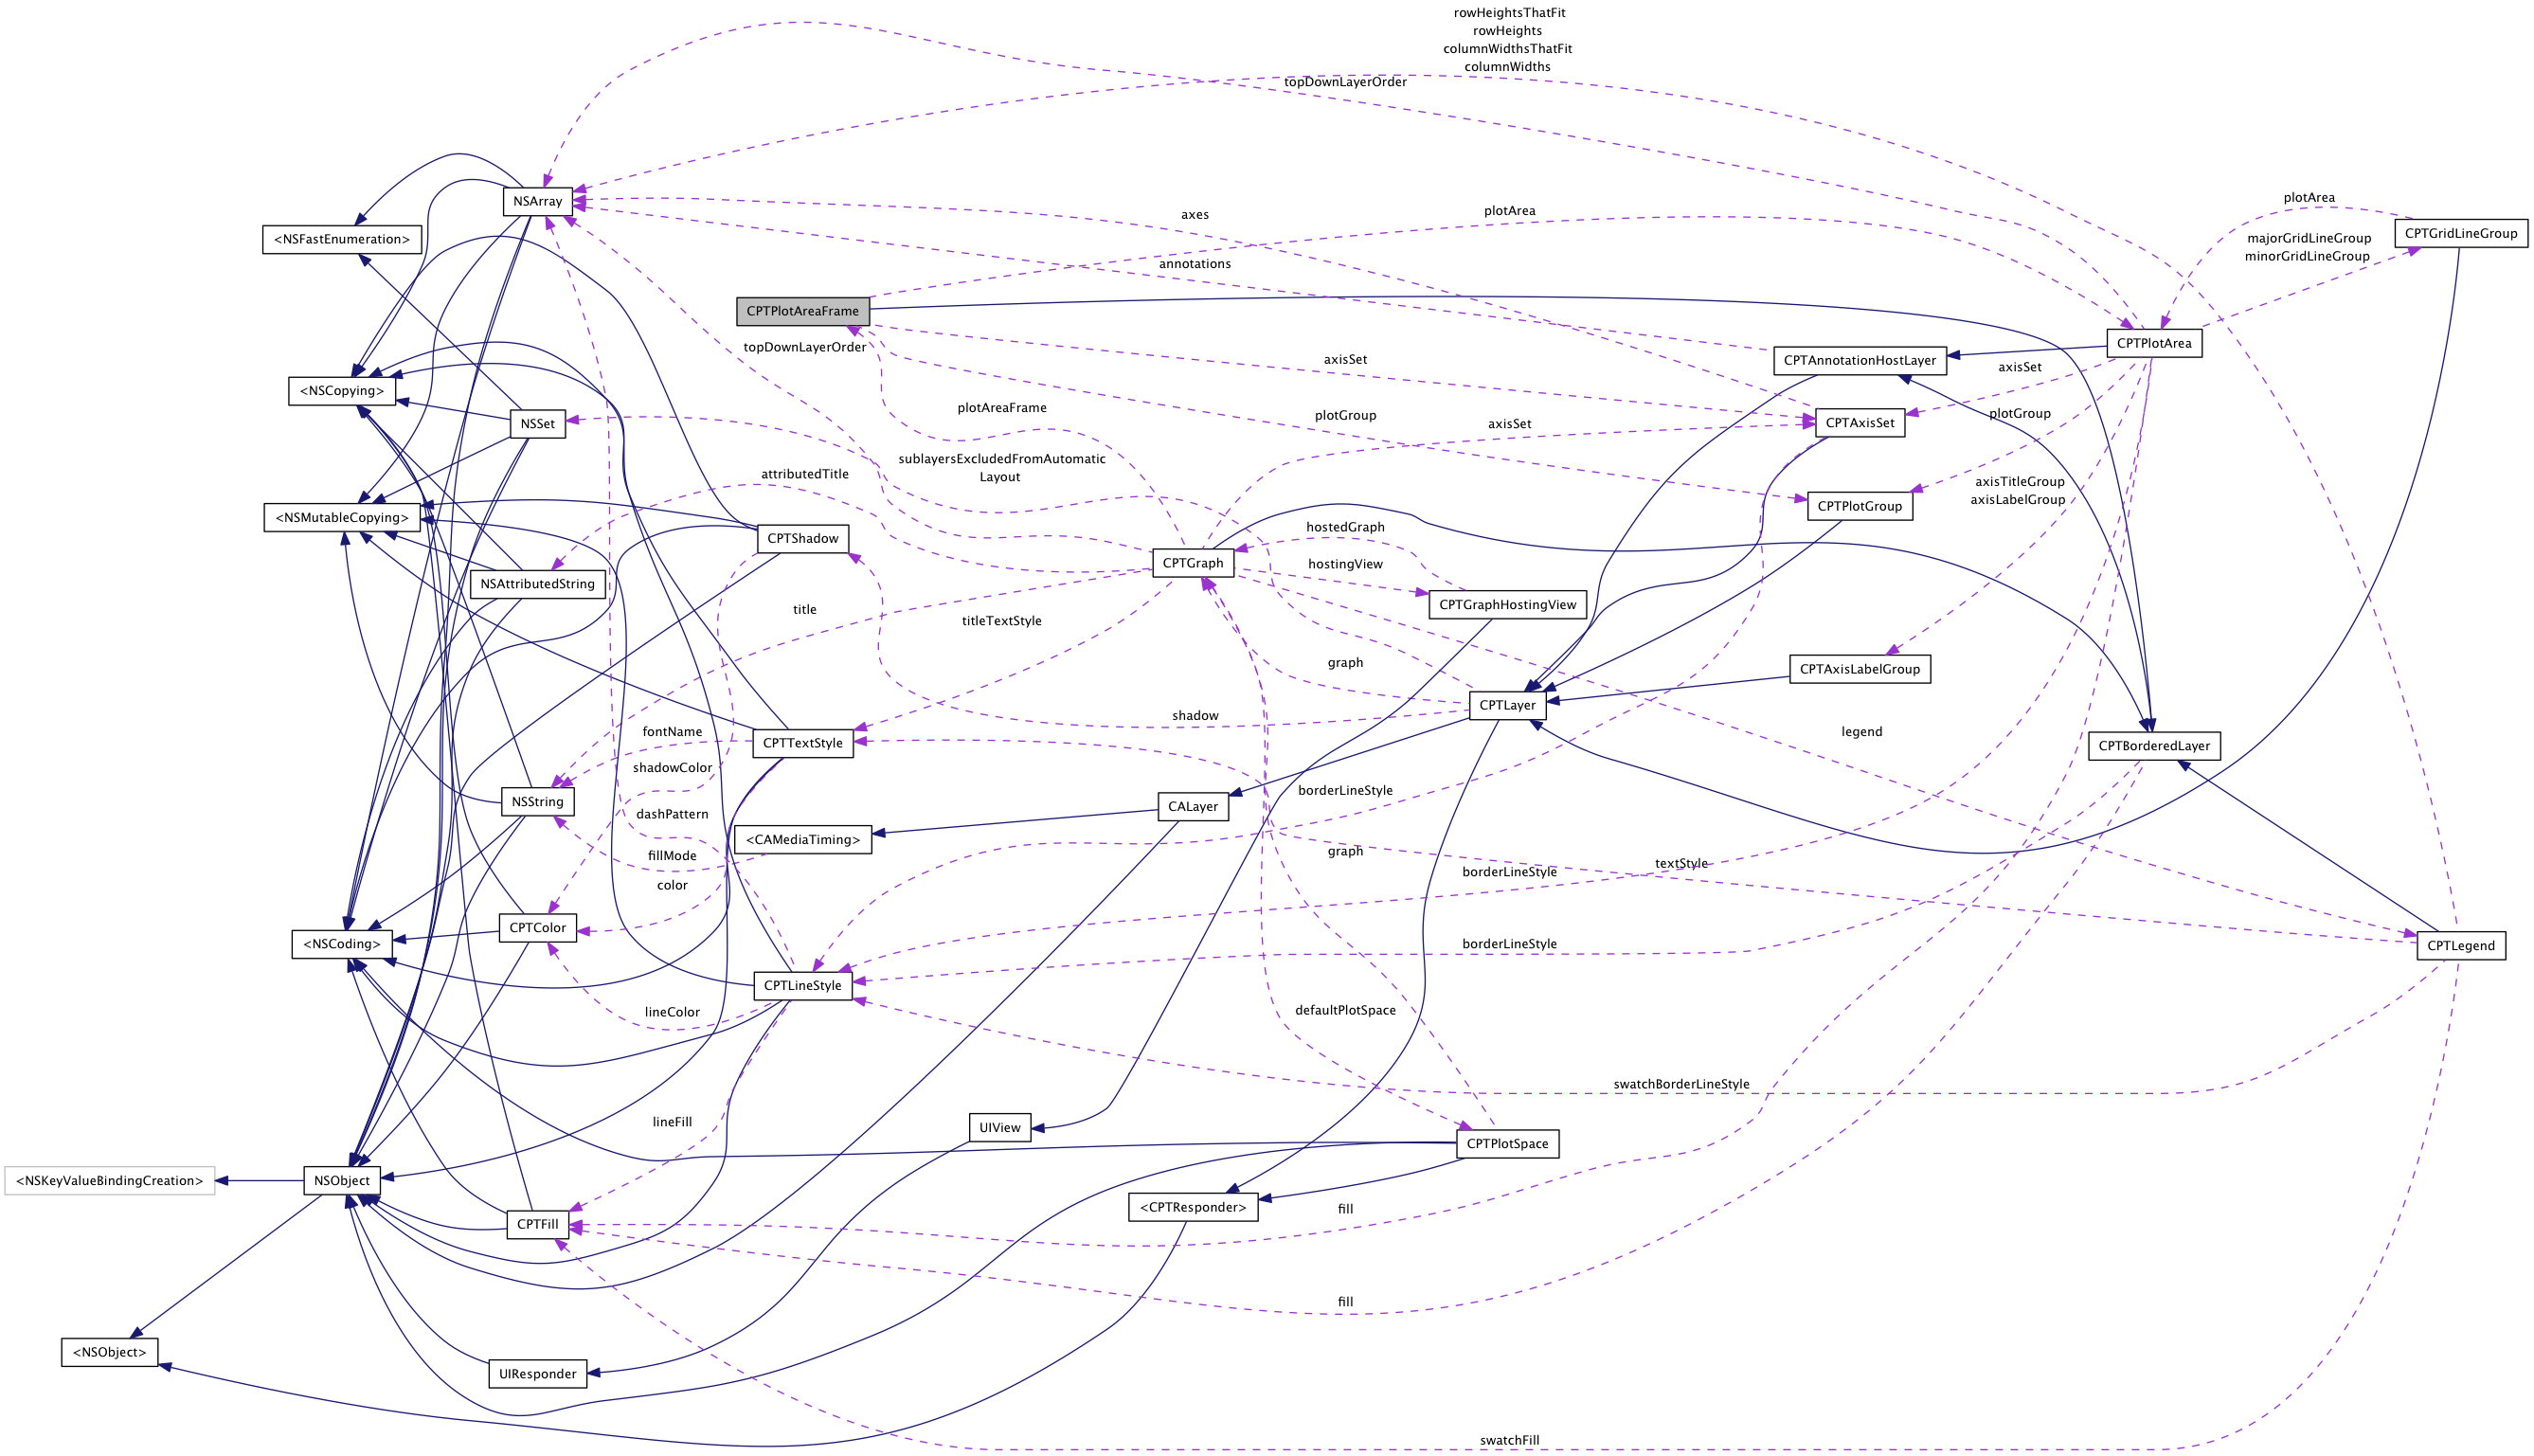 rowHeightsThatFit
rowHeights
columnWidthsThatFit
columnWidths
topDownLayerOrder
NSArray
axes
plotArea
plotArea
<NSFastEnumeration>
CPTGridLineGroup
majorGridLineGroup
minorGridLineGroup
annotations
CPTPlotAreaFrame
topDownLayerOrder
axisSet
CPTAnnotationHostLayer
CPTPlotArea
axisSet
<NSCopying>
plotAreaFrame
plotGroup
plotGroup
NSSet
axisSet
CPTAxisSet
sublayersExcludedFromAutomatic
Layout
attributedTitle
axisTitleGroup
axisLabelGroup
<NSMutableCopying>
CPTPlotGroup
CPTShadow
hostedGraph
CPTGraph
hostingView
NSAttributedString
CPTGraphHostingView
title
titleTextStyle
graph
CPTAxisLabelGroup
CPTLayer
shadow
fontName
legend
CPTTextStyle
CPTBorderedLayer
shadowColor
NSString
borderLineStyle
CALayer
dashPattern
<CAMediaTiming>
fillMode
graph
textStyle
color
borderLineStyle
CPTColor
<NSCoding>
borderLineStyle
CPTLegend
CPTLineStyle
lineColor
defaultPlotSpace
swatchBorderLineStyle
lineFill
UIView
CPTPlotSpace
<NSKeyValueBindingCreation>
NSObject
CPTFill
<CPTResponder>
fill
fill
<NSObject>
UIResponder
swatchFill